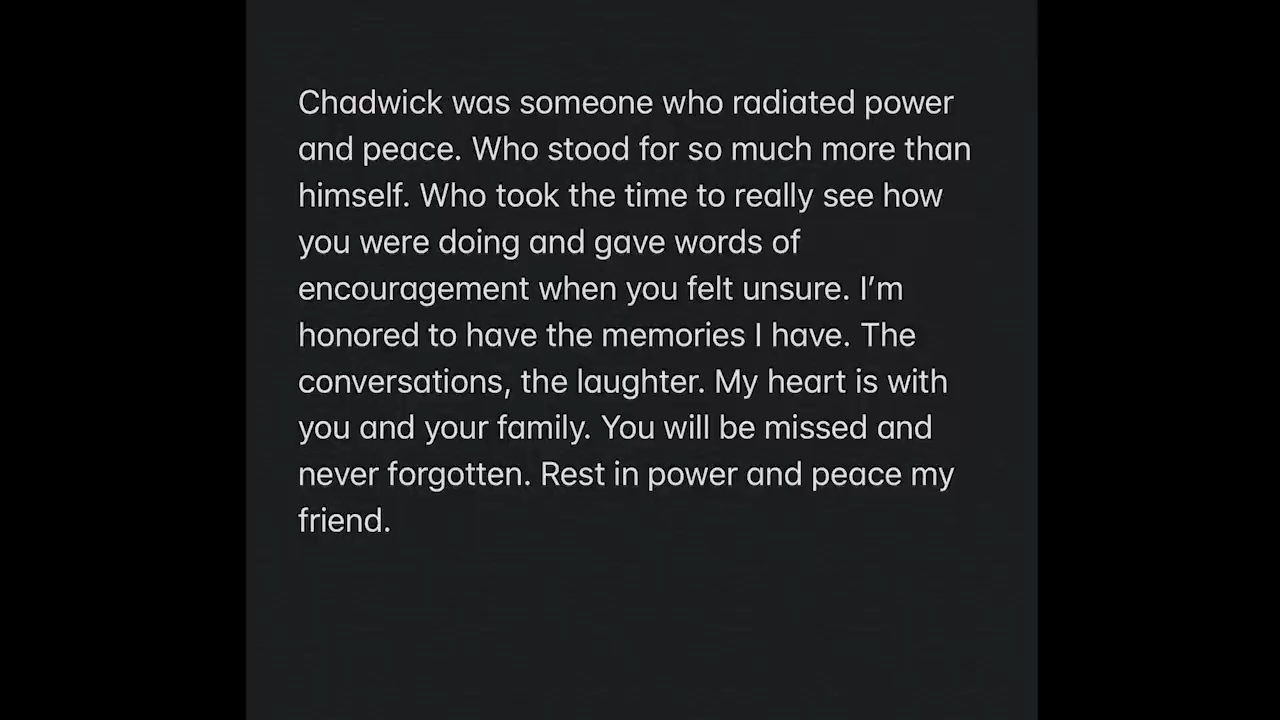 Chadwick was someone who radiated power
and peace. Who stood for so much more than
himself. Who took the time to really see how
you were doing and gave words of
encouragement when you felt unsure. I’m
honored to have the memories I have. The
conversations, the laughter. My heart is with
you and your family. You will be missed and
never forgotten. Rest in power and peace my
friend.